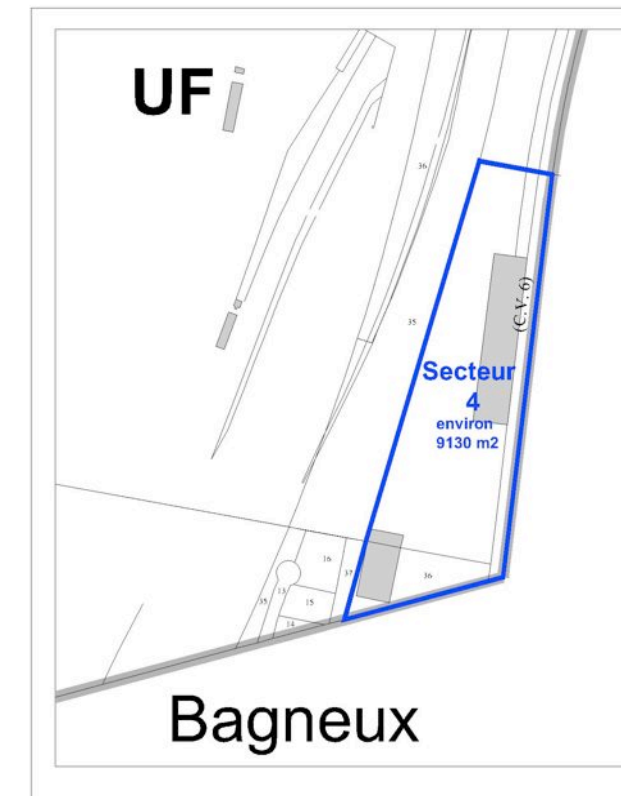 UF
36
35
(C.V. 6)
Secteur
4
environ
9130 m2
16
37
36
35
13
15
14
Bagneux